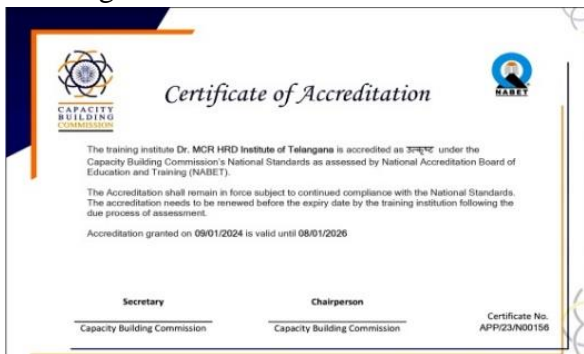 CAPACITY
BUILDING
COMMISSION
Certificate of Accreditation
NABET
The training institute Dr. MCR HRD Institute of Telangana is accredited as उत्कृष्ट under the
Capacity Building Commission's National Standards as assessed by National Accreditation Board of
Education and Training (NABET).
The Accreditation shall remain in force subject to continued compliance with the National Standards.
The accreditation needs to be renewed before the expiry date by the training institution following the
due process of assessment.
Accreditation granted on 09/01/2024 is valid until 08/01/2026
Secretary
Capacity Building Commission
Chairperson
Capacity Building Commission
Certificate No.
APP/23/N00156